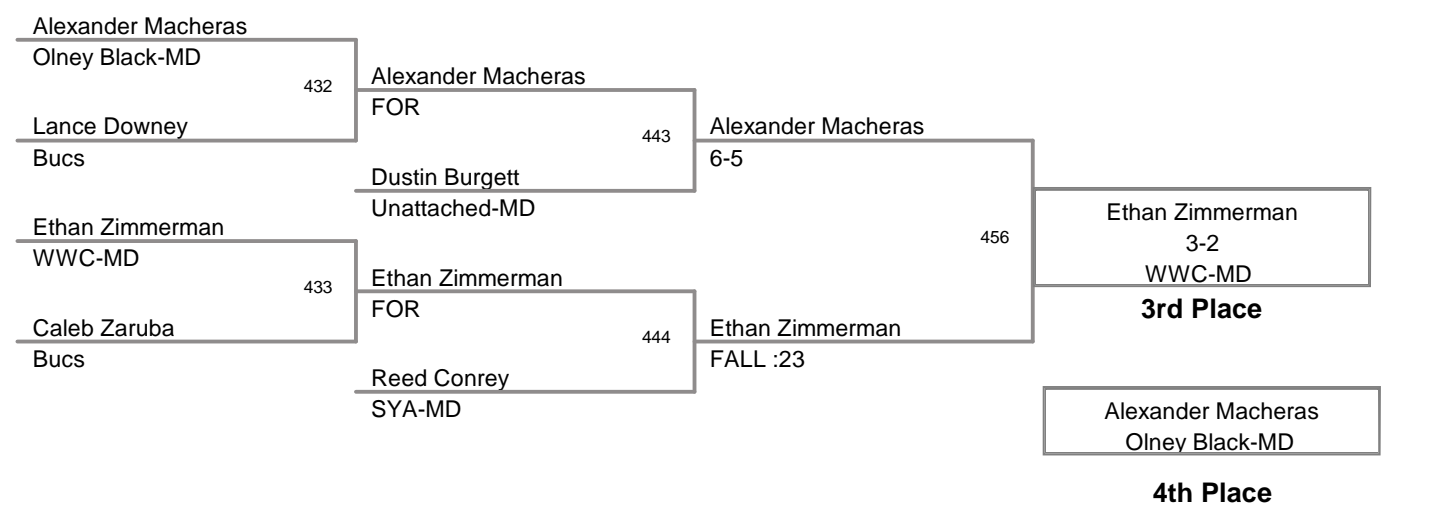 Alexander Macheras
Olney Black-MD
432
Lance Downey
Bucs
Ethan Zimmerman
WWC-MD
433
Caleb Zaruba
Bucs
Alexander Macheras
FOR
443
Dustin Burgett
Unattached-MD
Ethan Zimmerman
FOR
444
Reed Conrey
SYA-MD
Alexander Macheras
6-5
456
Ethan Zimmerman
FALL :23
Ethan Zimmerman
3-2
WWC-MD
3rd Place
Alexander Macheras
Olney Black-MD
4th Place